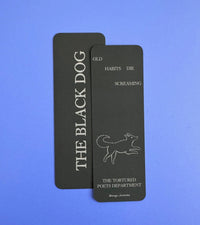 THE BLACK DOG
OLD
HABITS DIE
SCREAMING
THE TORTURED
POETS DEPARTMENT